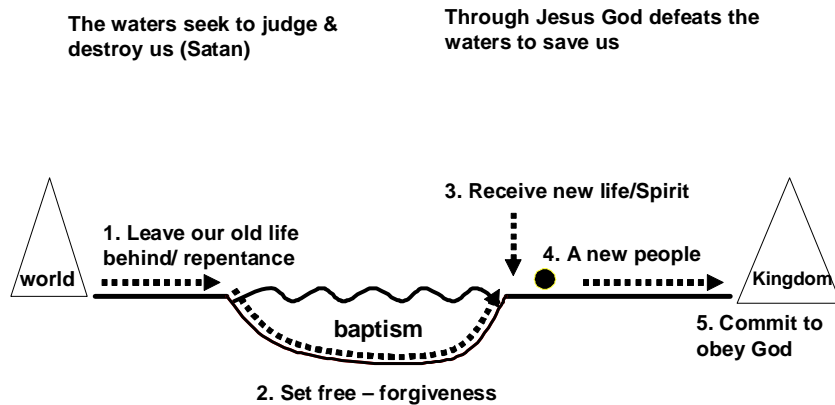 The waters seek to judge &
destroy us (Satan)
Through Jesus God defeats the
waters to save us
3. Receive new life/Spirit
1. Leave our old life
behind/ repentance
4. A new people
world
Kingdom
baptism
5. Commit to
obey God
2. Set free – forgiveness